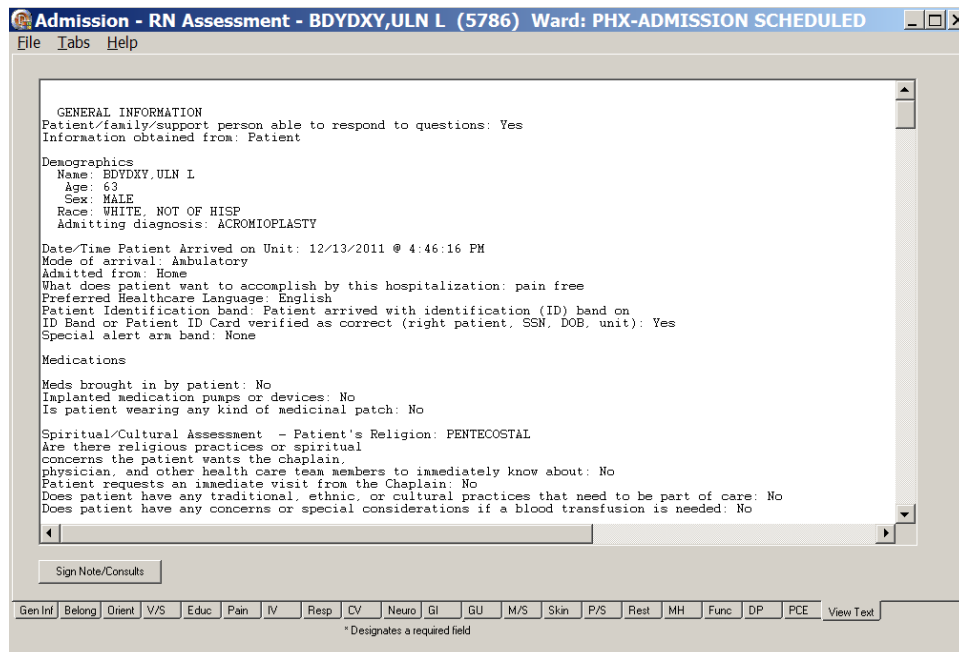 Admission - RN Assessment - BDYDXY,ULN L (5786) Ward: PHX-ADMISSION SCHEDULED
File Tabs Help
GENERAL INFORMATION
Patient/family/support person able to respond to questions: Yes
Information obtained from: Patient
Demographics
Name: BDYDXY,ULN L
Age: 63
Sex: MALE
Race: WHITE, NOT OF HISP
Admitting diagnosis: ACROMIOPLASTY
Date/Time Patient Arrived on Unit: 12/13/2011 @ 4:46:16 PM
Mode of arrival: Ambulatory
Admitted from: Home
What does patient want to accomplish by this hospitalization: pain free
Preferred Healthcare Language: English
Patient Identification band: Patient arrived with identification (ID) band on
ID Band or Patient ID Card verified as correct (right patient, SSN, DOB, unit): Yes
Special alert arm band: None
Medications
Meds brought in by patient: No
Implanted medication pumps or devices: No
Is patient wearing any kind of medicinal patch: No
Spiritual/Cultural Assessment - Patient's Religion: PENTECOSTAL
Are there religious practices or spiritual
concerns the patient wants the chaplain,
physician, and other health care team members to immediately know about: No
Patient requests an immediate visit from the Chaplain: No
Does patient have any traditional, ethnic, or cultural practices that need to be part of care: No
Does patient have any concerns or special considerations if a blood transfusion is needed: No
Sign Note/Consults
Gen Inf Belong Orient V/S Educ Pain IV Resp CV Neuro GI GU M/S Skin P/S Rest MH Func DP PCE View Text
* Designates a required field